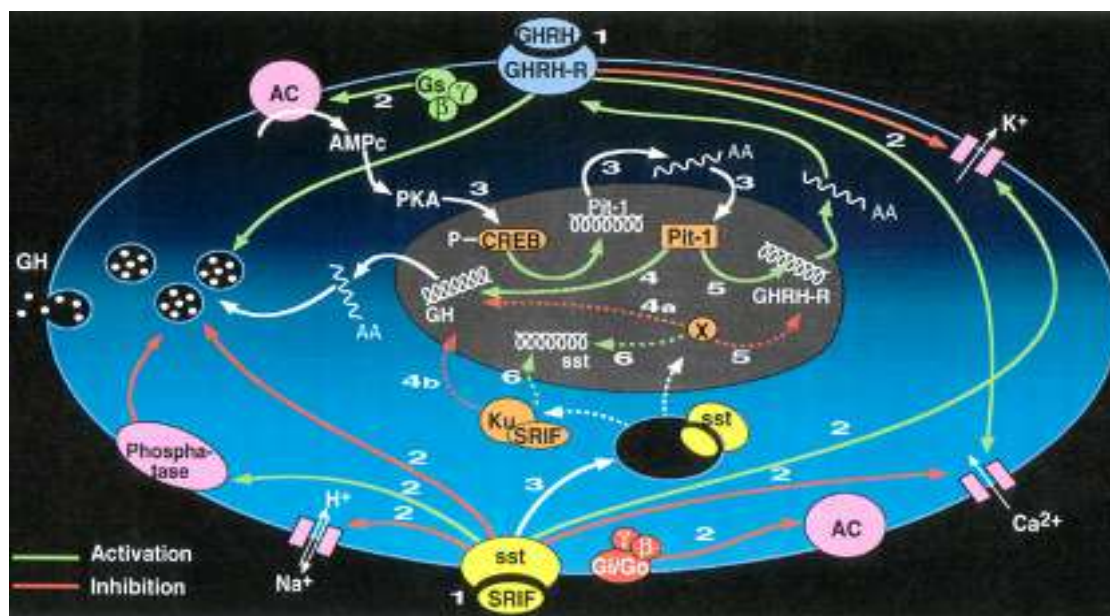 GHRH 1
GHRH-R
AC
2
Gs
γ
β
AMPc
PKA
3
P–CREB
3
AA
3
Pit-1
Pit-1
AA
2
2
K+
GH
AA
GH
4
4a
5
GHRH-R
X
5
sst
6
6
4b
Ku
SRIF
sst
Phospha-
tase
2
2
2
H+
Na+
3
2
2
2
Ca2+
AC
γ
β
Gi/Go
sst
1 SRIF
Activation
Inhibition